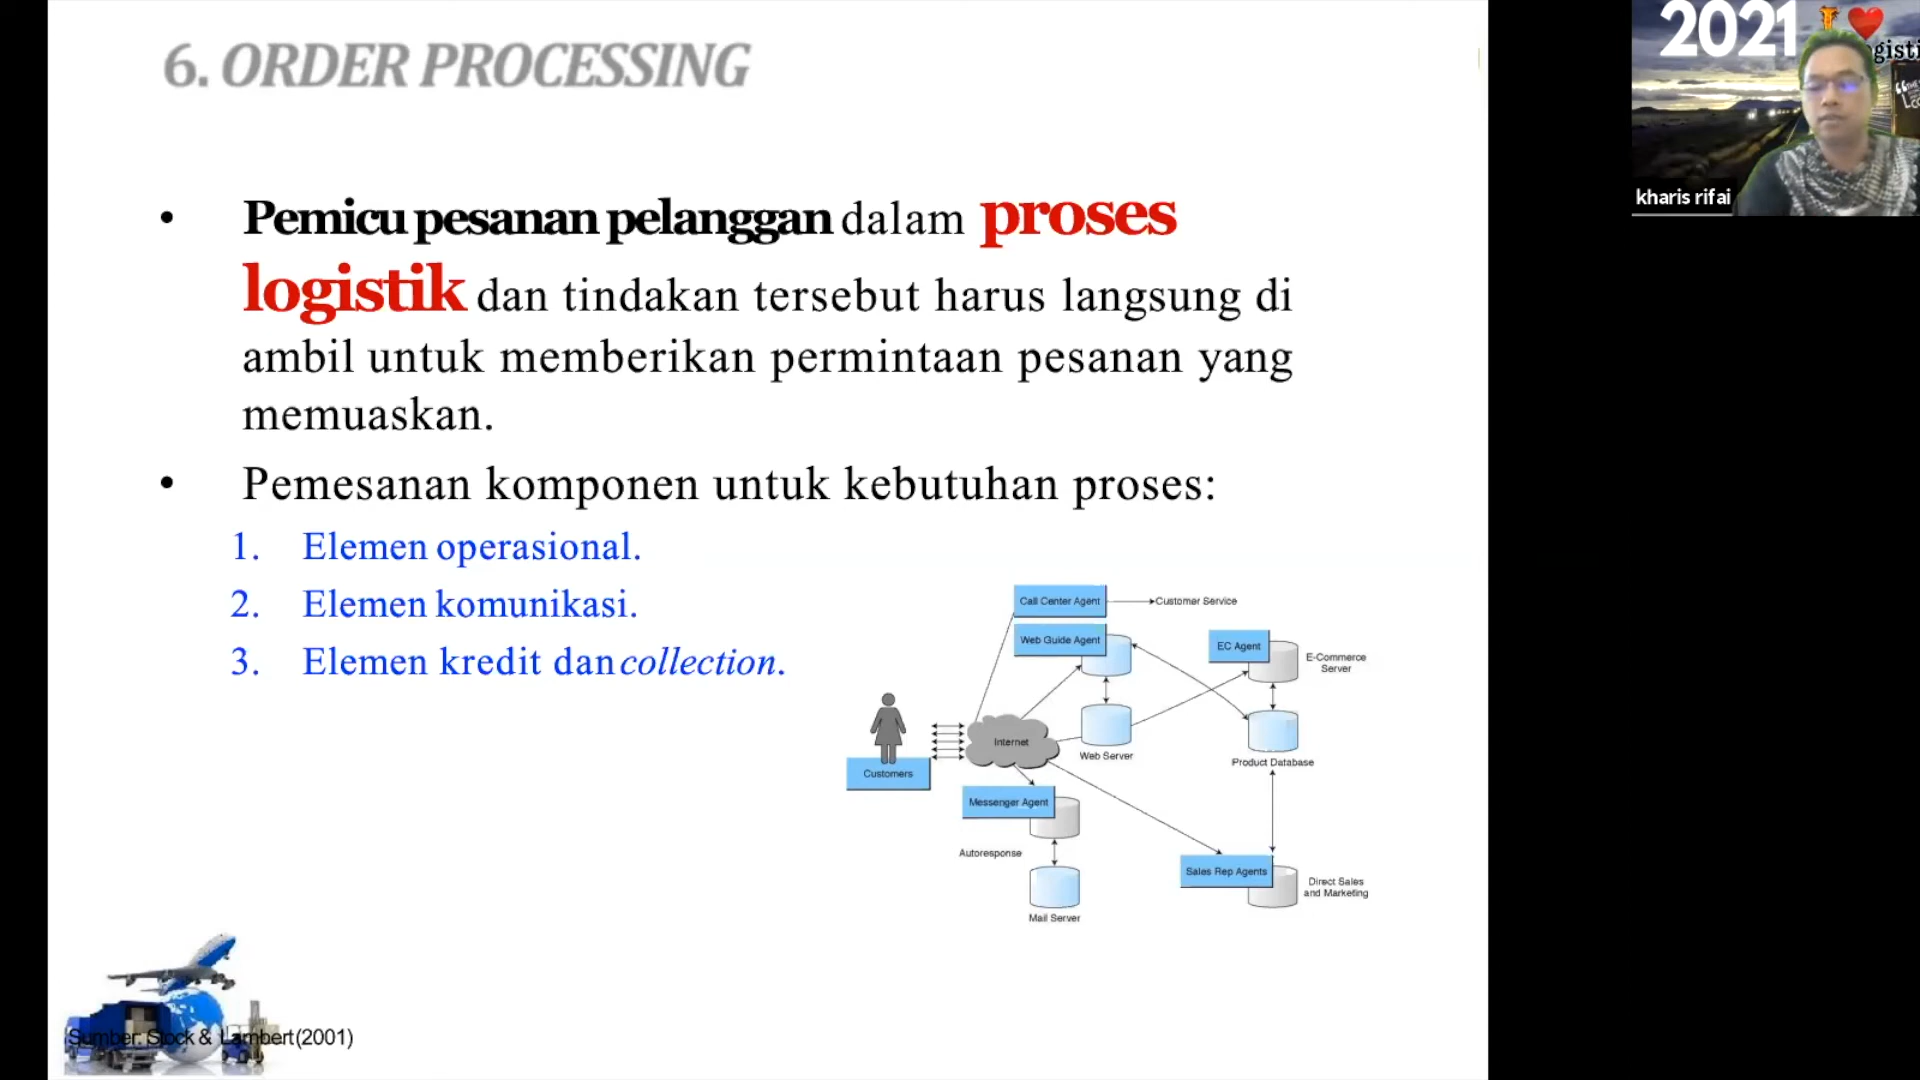 6. ORDER PROCESSING
• Pemicu pesanan pelanggan dalam proses
logistik dan tindakan tersebut harus langsung di
ambil untuk memberikan permintaan pesanan yang
memuaskan.
• Pemesanan komponen untuk kebutuhan proses:
1. Elemen operasional.
2. Elemen komunikasi.
3. Elemen kredit dan collection.
Call Center Agent
Customer Service
Web Guide Agent
EC Agent
E-Commerce
Server
Internet
Web Server
Product Database
Customers
Messenger Agent
Autoresponse
Mail Server
Sales Rep Agents
Direct Sales
and Marketing
Sumber: Stock & Lambert(2001)
2021 I
kharis rifai